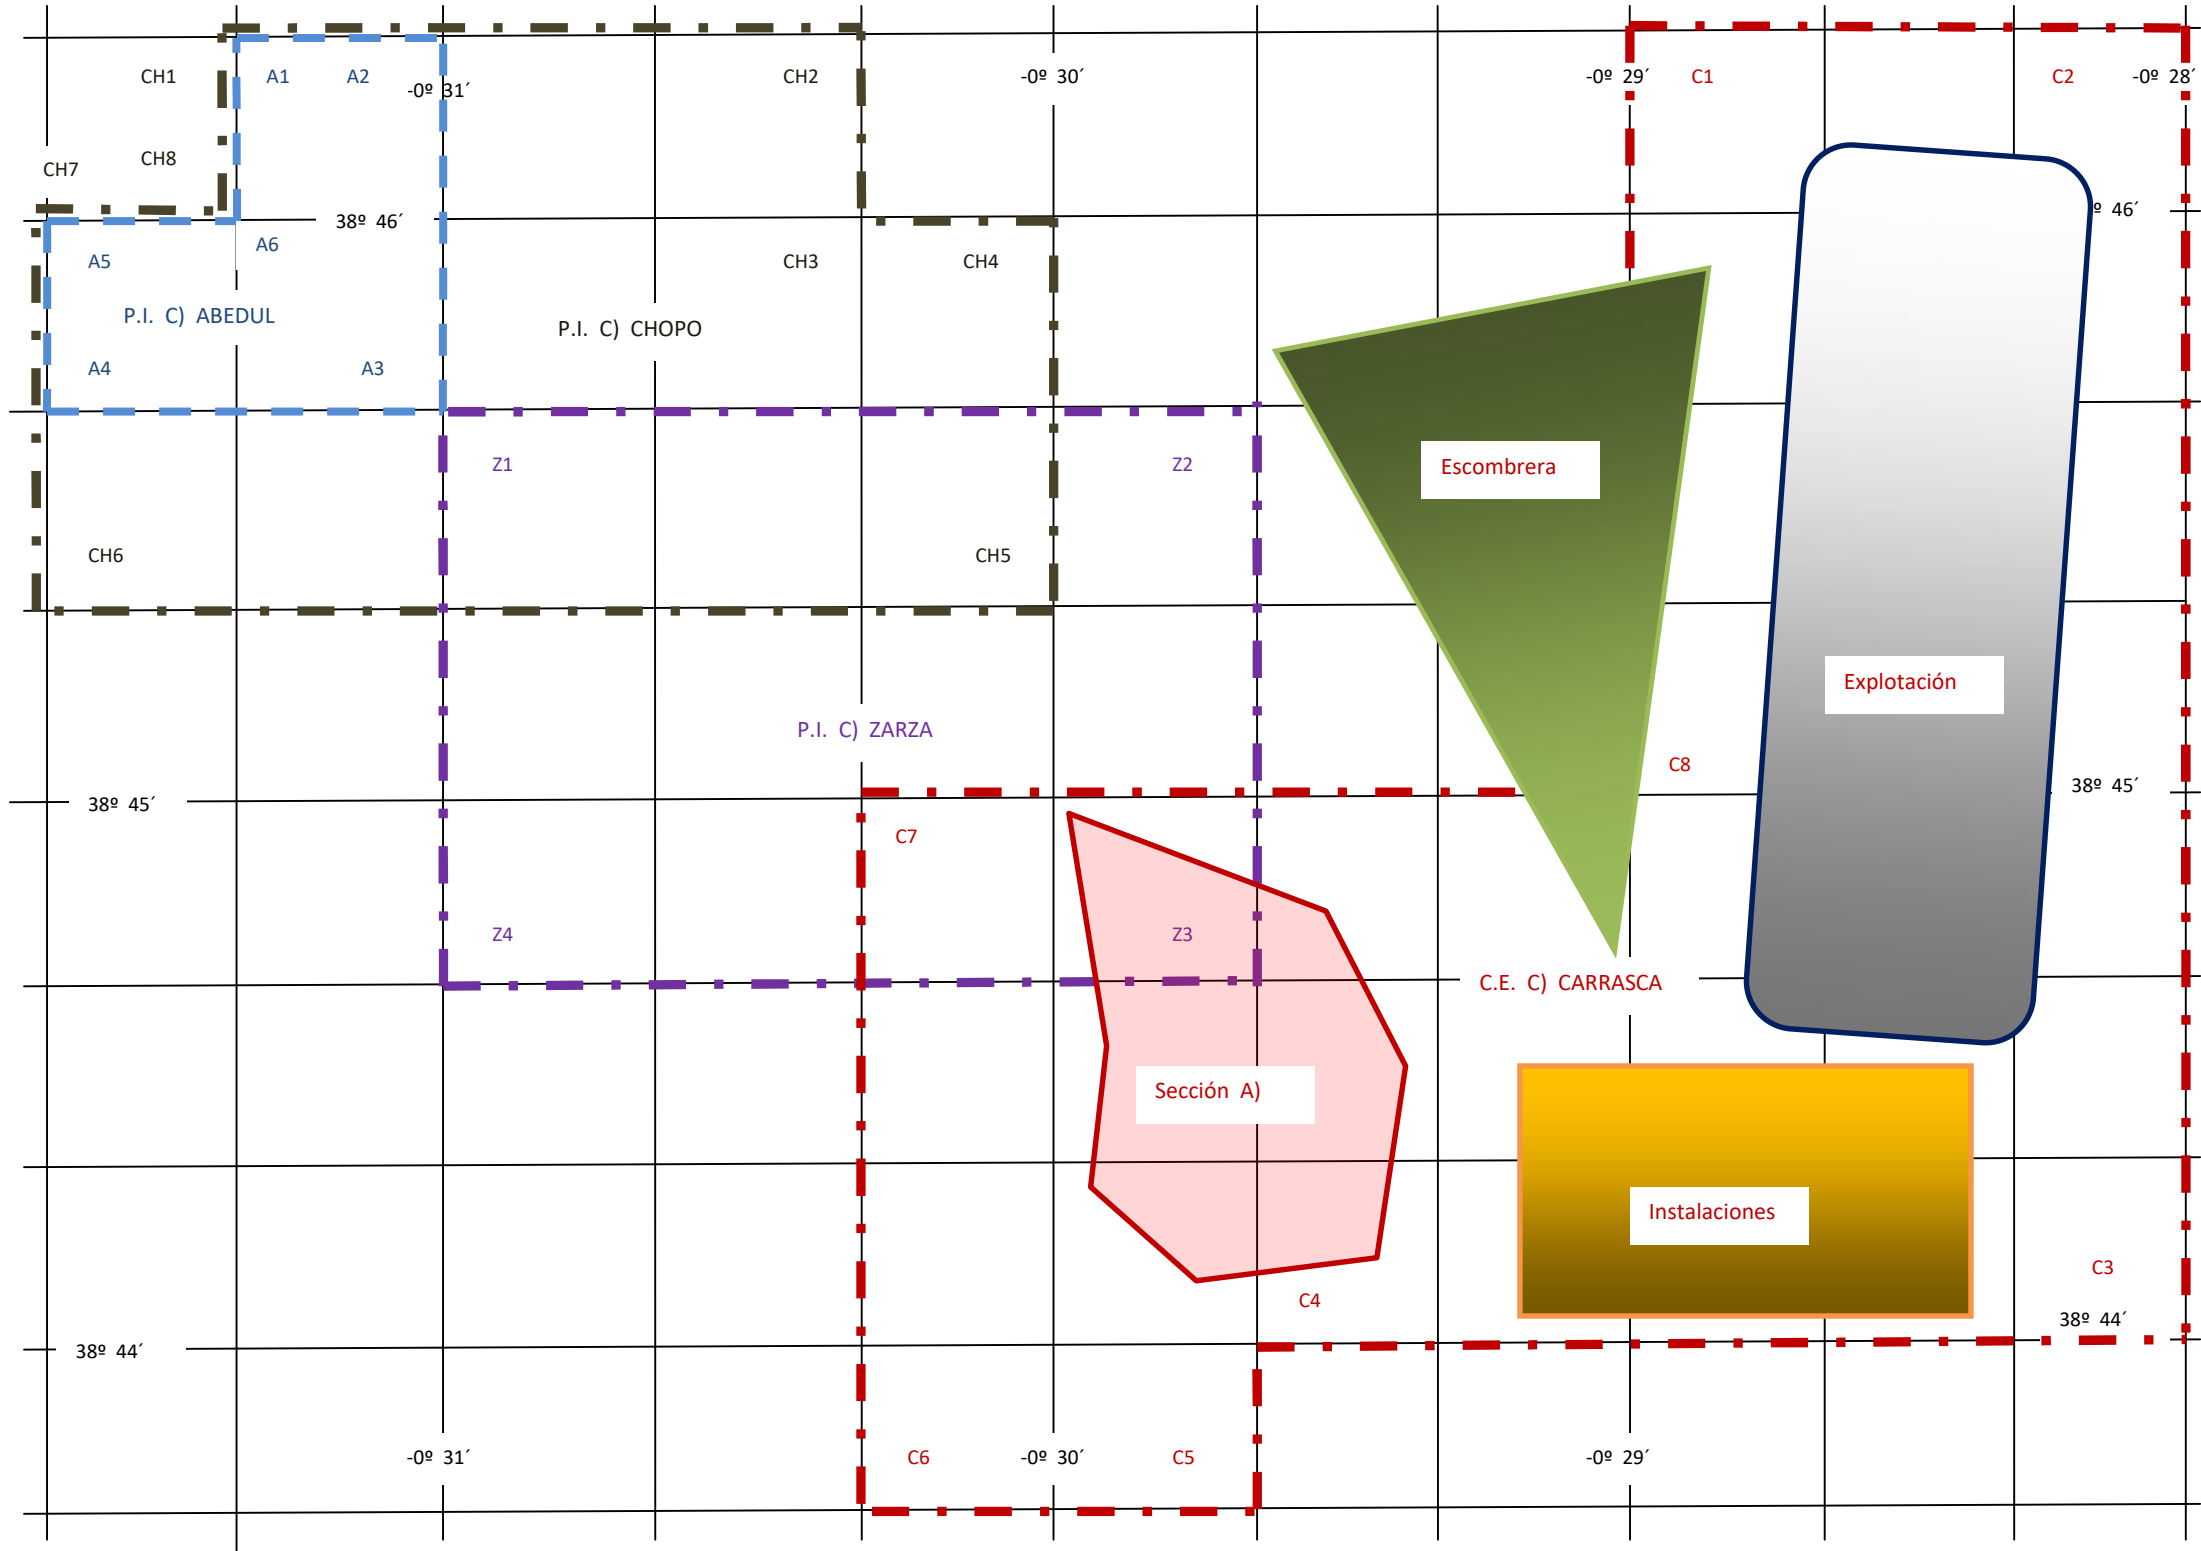 CH1
A1
A2
-0º 31´
CH2
-0º 30´
-0º 29´
C1
C2
-0º 28´
CH7
CH8
38º 46´
º 46´
A5
A6
CH3
CH4
P.I. C) ABEDUL
P.I. C) CHOPO
A4
A3
Z1
Z2
Escombrera
CH6
CH5
Explotación
P.I. C) ZARZA
C8
38º 45´
38º 45´
C7
Z4
Z3
C.E. C) CARRASCA
Sección A)
Instalaciones
C3
C4
38º 44´
38º 44´
-0º 31´
C6
-0º 30´
C5
-0º 29´